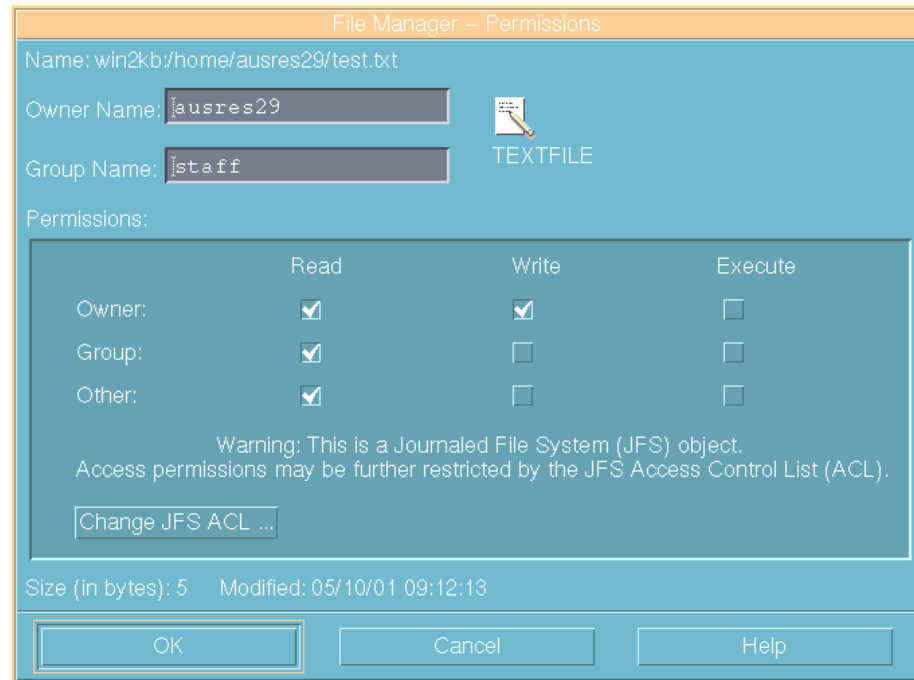 File Manager – Permissions
Name: win2kb:/home/ausres29/test.txt
Owner Name: ausres29
TEXTFILE
Group Name: staff
Permissions:
Read Write Execute
Owner:
Group:
Other:
Warning: This is a Journaled File System (JFS) object.
Access permissions may be further restricted by the JFS Access Control List (ACL).
Change JFS ACL ...
Size (in bytes): 5 Modified: 05/10/01 09:12:13
OK Cancel Help